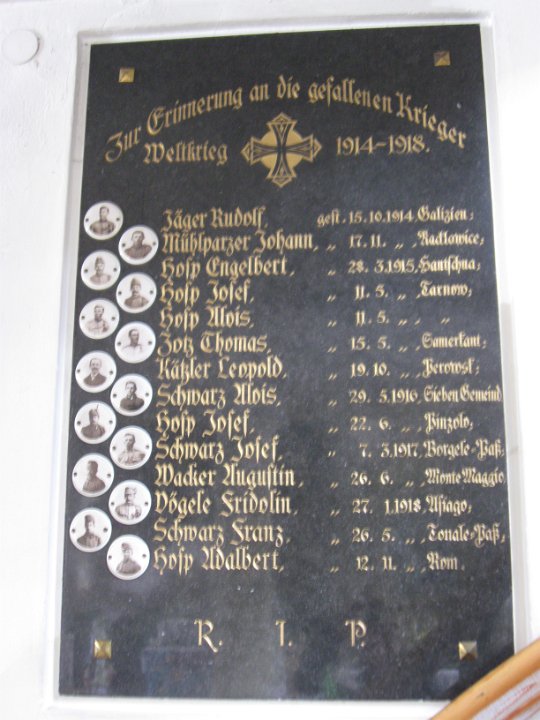 Zur Erinnerung an die gefallenen Krieger
Weltkrieg 1914-1918.
Jäger Rudolf, gest. 15.10.1914, Galizien;
Mühlparzer Johann, „ 17. 11. „ , Radlowice;
Hosp Engelbert, „ 28. 3.1915, Hantschua;
Hosp Josef, „ 11. 5. „ , Tarnow;
Hosp Alois, „ 11. 5. „ , „
Zotz Thomas, „ 15. 5. „ , Samerkant;
Kätzler Leopold, „ 19. 10. „ , Perowsk;
Schwarz Alois, „ 29. 5.1916, Sieben Gemeind
Hosp Josef, „ 22. 6. „ , Pinzolo;
Schwarz Josef, „ 7. 3.1917, Borgele-Paß,
Wacker Augustin, „ 26. 6. „ , Monte Maggio,
Vögele Fridolin, „ 27. 1.1918, Asiago;
Schwarz Franz, „ 26. 5. „ , Tonale-Paß;
Hosp Adalbert, „ 12. 11. „ , Rom.
R. I. P.